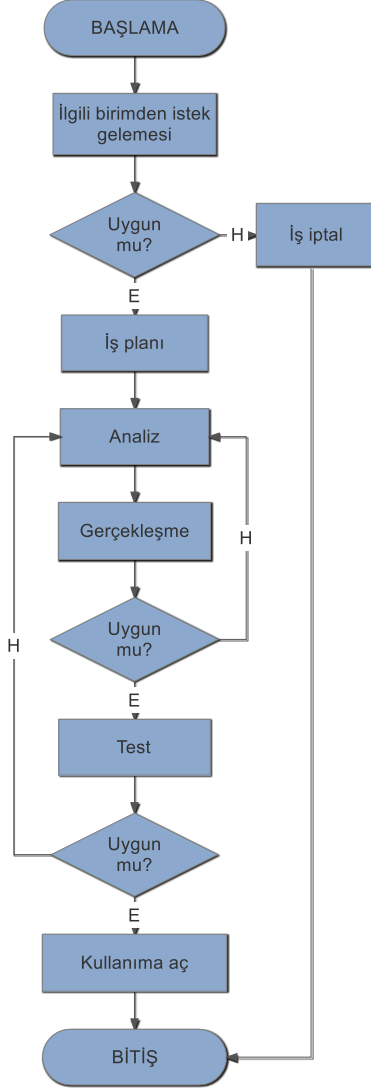 BAŞLAMA
İlgili birimden istek
gelemesi
Uygun
mu?
H
İş iptal
E
İş planı
Analiz
Gerçekleşme
H
Uygun
mu?
H
E
Test
Uygun
mu?
E
Kullanıma aç
BİTİŞ